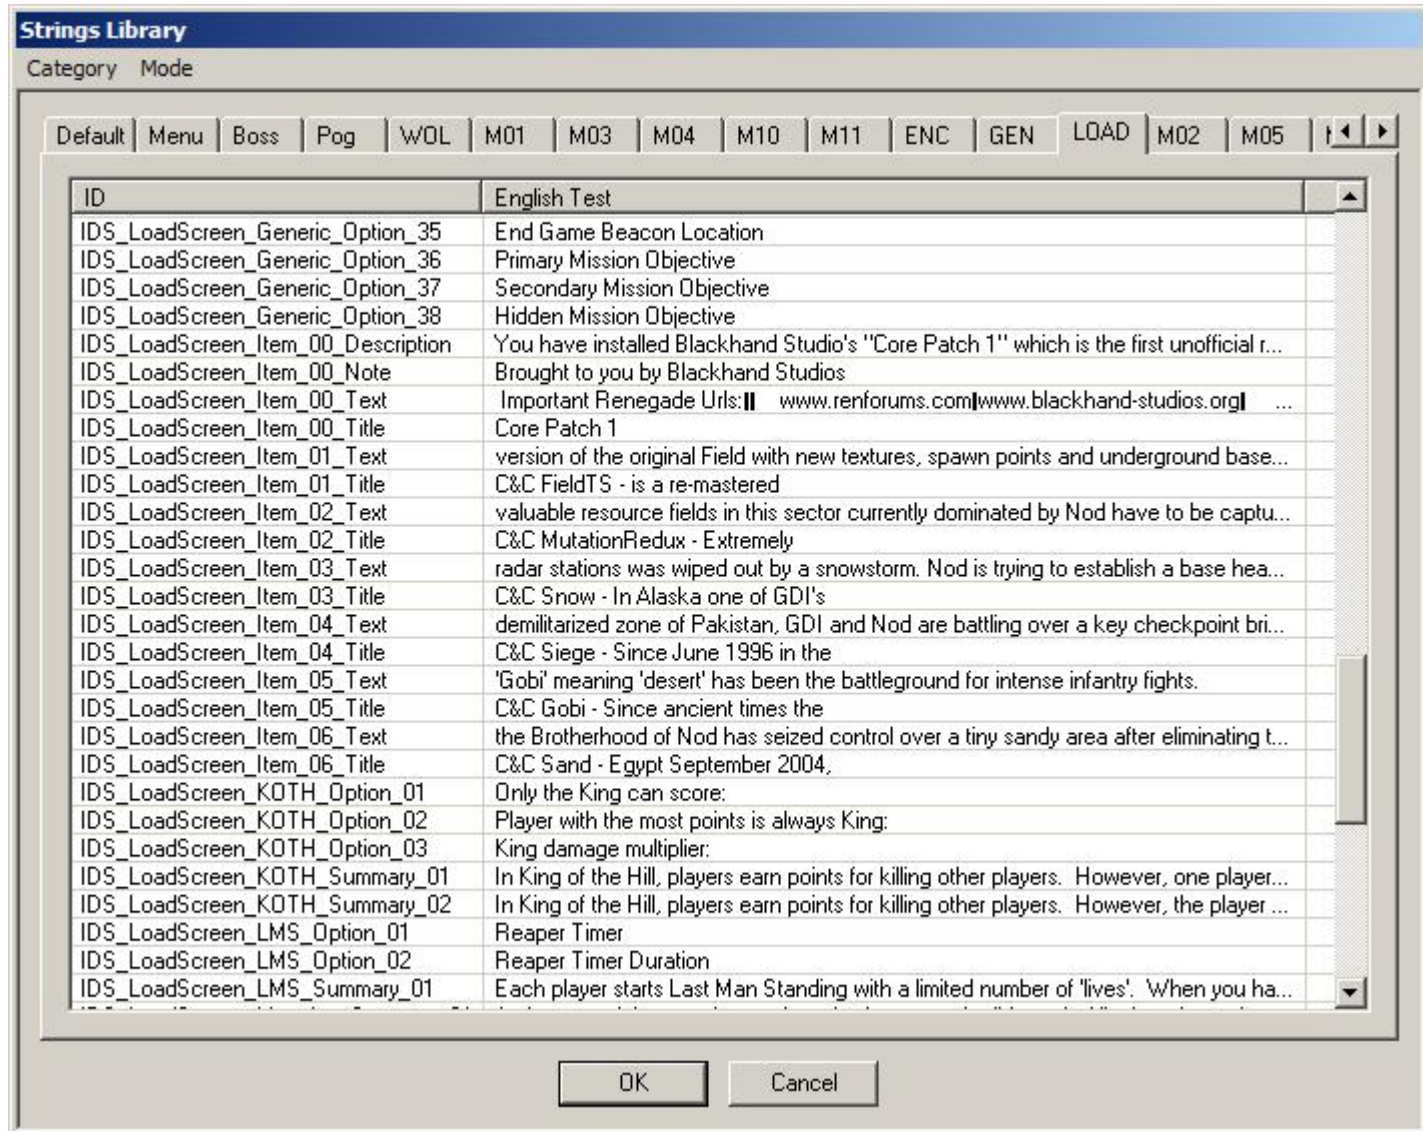 Strings Library
Category Mode
Default Menu Boss Pog WOL M01 M03 M04 M10 M11 ENC GEN LOAD M02 M05
ID English Test
IDS_LoadScreen_Generic_Option_35 End Game Beacon Location
IDS_LoadScreen_Generic_Option_36 Primary Mission Objective
IDS_LoadScreen_Generic_Option_37 Secondary Mission Objective
IDS_LoadScreen_Generic_Option_38 Hidden Mission Objective
IDS_LoadScreen_Item_00_Description You have installed Blackhand Studio's "Core Patch 1" which is the first unofficial r...
IDS_LoadScreen_Item_00_Note Brought to you by Blackhand Studios
IDS_LoadScreen_Item_00_Text Important Renegade Urls:|| www.renforums.com|www.blackhand-studios.org| ...
IDS_LoadScreen_Item_00_Title Core Patch 1
IDS_LoadScreen_Item_01_Text version of the original Field with new textures, spawn points and underground base...
IDS_LoadScreen_Item_01_Title C&C FieldTS - is a re-mastered
IDS_LoadScreen_Item_02_Text valuable resource fields in this sector currently dominated by Nod have to be captu...
IDS_LoadScreen_Item_02_Title C&C MutationRedux - Extremely
IDS_LoadScreen_Item_03_Text radar stations was wiped out by a snowstorm. Nod is trying to establish a base hea...
IDS_LoadScreen_Item_03_Title C&C Snow - In Alaska one of GDI's
IDS_LoadScreen_Item_04_Text demilitarized zone of Pakistan, GDI and Nod are battling over a key checkpoint bri...
IDS_LoadScreen_Item_04_Title C&C Siege - Since June 1996 in the
IDS_LoadScreen_Item_05_Text 'Gobi' meaning 'desert' has been the battleground for intense infantry fights.
IDS_LoadScreen_Item_05_Title C&C Gobi - Since ancient times the
IDS_LoadScreen_Item_06_Text the Brotherhood of Nod has seized control over a tiny sandy area after eliminating t...
IDS_LoadScreen_Item_06_Title C&C Sand - Egypt September 2004,
IDS_LoadScreen_KOTH_Option_01 Only the King can score:
IDS_LoadScreen_KOTH_Option_02 Player with the most points is always King:
IDS_LoadScreen_KOTH_Option_03 King damage multiplier:
IDS_LoadScreen_KOTH_Summary_01 In King of the Hill, players earn points for killing other players. However, one player...
IDS_LoadScreen_KOTH_Summary_02 In King of the Hill, players earn points for killing other players. However, the player ...
IDS_LoadScreen_LMS_Option_01 Reaper Timer
IDS_LoadScreen_LMS_Option_02 Reaper Timer Duration
IDS_LoadScreen_LMS_Summary_01 Each player starts Last Man Standing with a limited number of 'lives'. When you ha...
OK Cancel